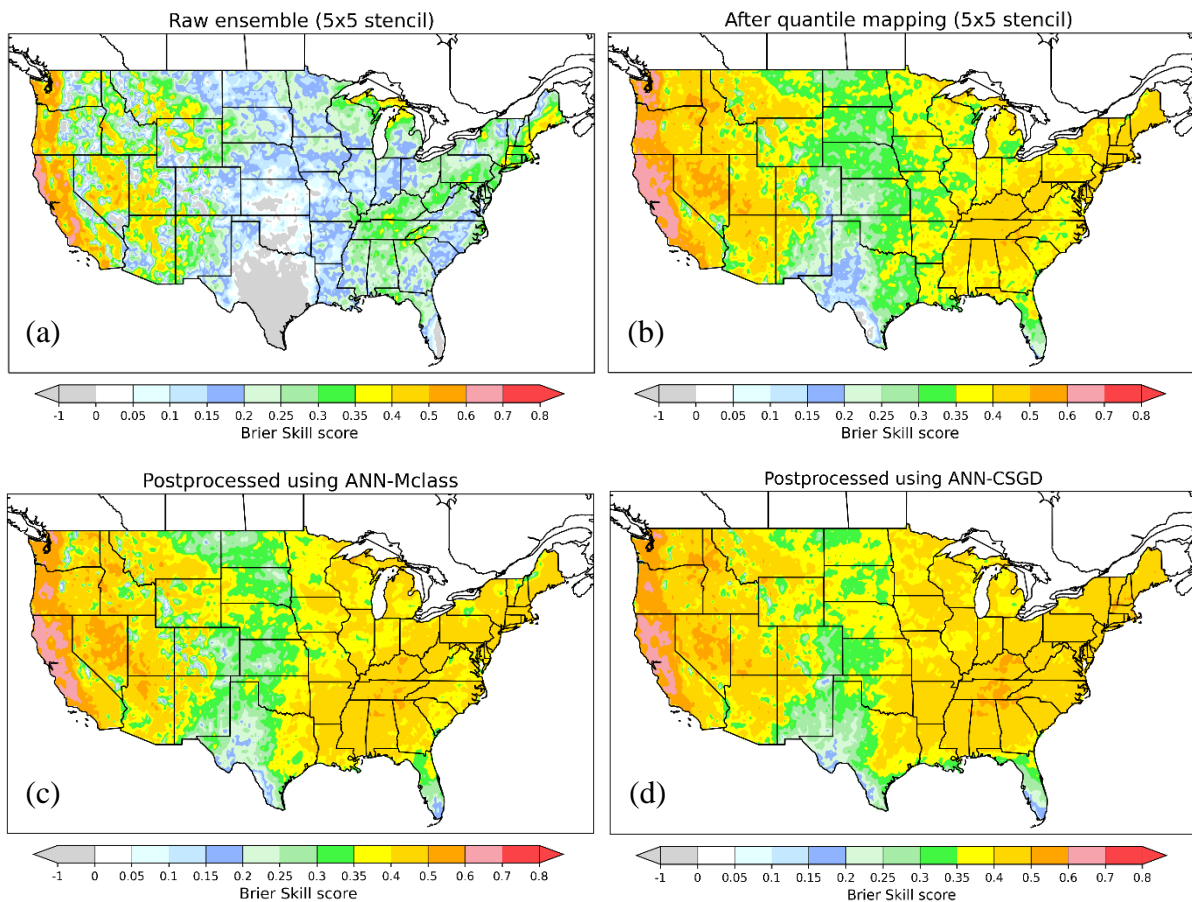 Raw ensemble (5x5 stencil)
After quantile mapping (5x5 stencil)
(a)
(b)
-1 0 0.05 0.1 0.15 0.2 0.25 0.3 0.35 0.4 0.5 0.6 0.7 0.8
Brier Skill score
-1 0 0.05 0.1 0.15 0.2 0.25 0.3 0.35 0.4 0.5 0.6 0.7 0.8
Brier Skill score
Postprocessed using ANN-Mclass
Postprocessed using ANN-CSGD
(c)
(d)
-1 0 0.05 0.1 0.15 0.2 0.25 0.3 0.35 0.4 0.5 0.6 0.7 0.8
Brier Skill score
-1 0 0.05 0.1 0.15 0.2 0.25 0.3 0.35 0.4 0.5 0.6 0.7 0.8
Brier Skill score